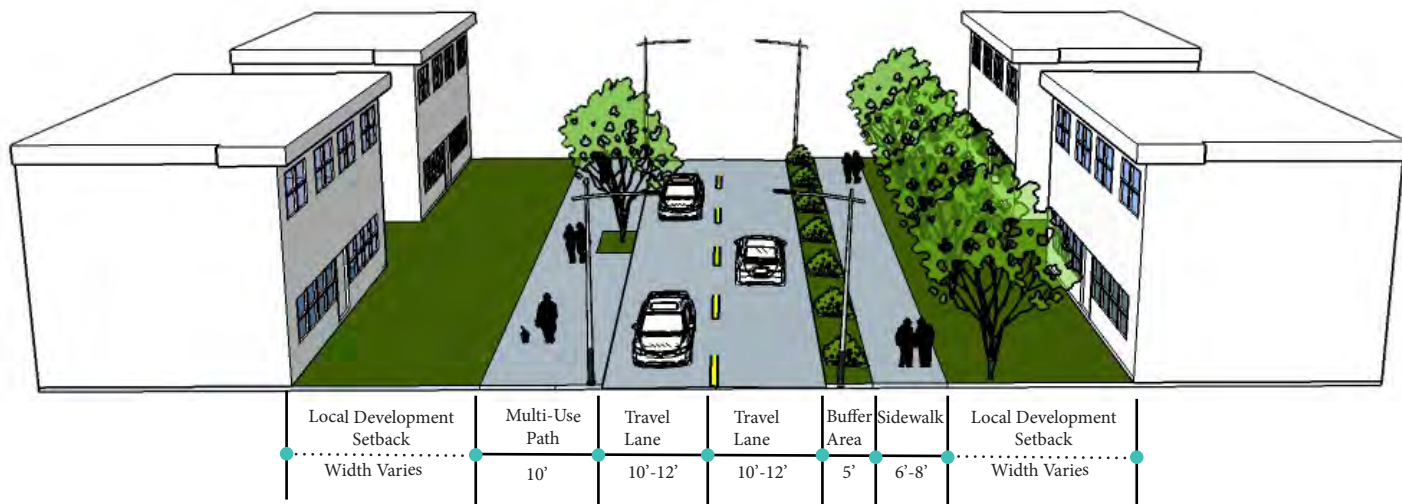 Local Development
Setback
Width Varies
Multi-Use
Path
10’
Travel
Lane
10’-12’
Travel
Lane
10’-12’
Buffer
Area
5’
Sidewalk
6’-8’
Local Development
Setback
Width Varies